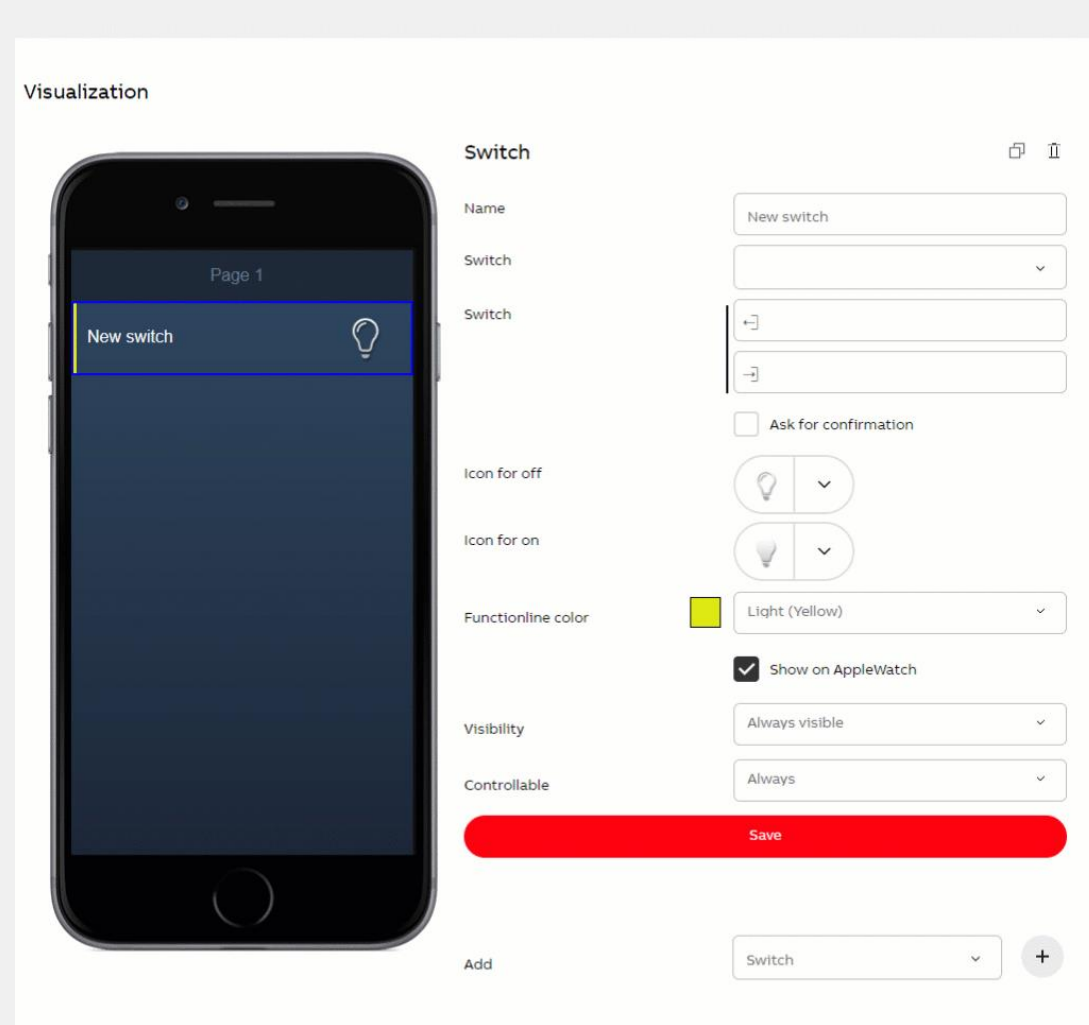 Visualization
Switch
Page 1
New switch
Name
New switch
Switch
Switch
Ask for confirmation
Icon for off
Icon for on
Functionline color
Light (Yellow)
Show on AppleWatch
Visibility
Always visible
Controllable
Always
Save
Add
Switch